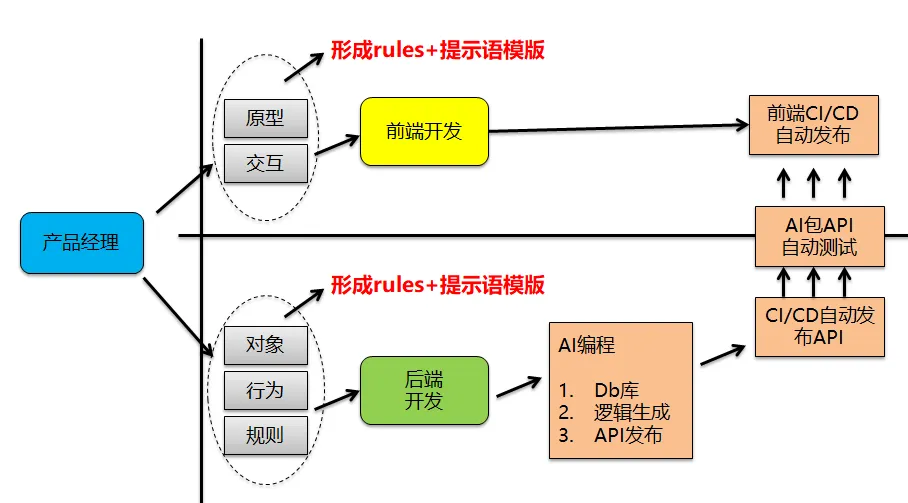 形成rules+提示语模版
原型
交互
前端开发
前端CI/CD
自动发布
产品经理
AI包API
自动测试
形成rules+提示语模版
对象
行为
规则
后端
开发
AI编程
1. Db库
2. 逻辑生成
3. API发布
CI/CD自动发
布API